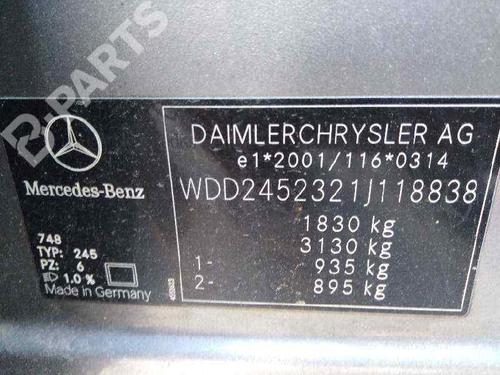 B-PARTS
Mercedes-Benz
748
TYP: 245
PZ: 6
1.0 %
Made in Germany
DAIMLERCHRYSLER AG
e1*2001/116*0314
WDD2452321J118838
1830 kg
3130 kg
1- 935 kg
2- 895 kg